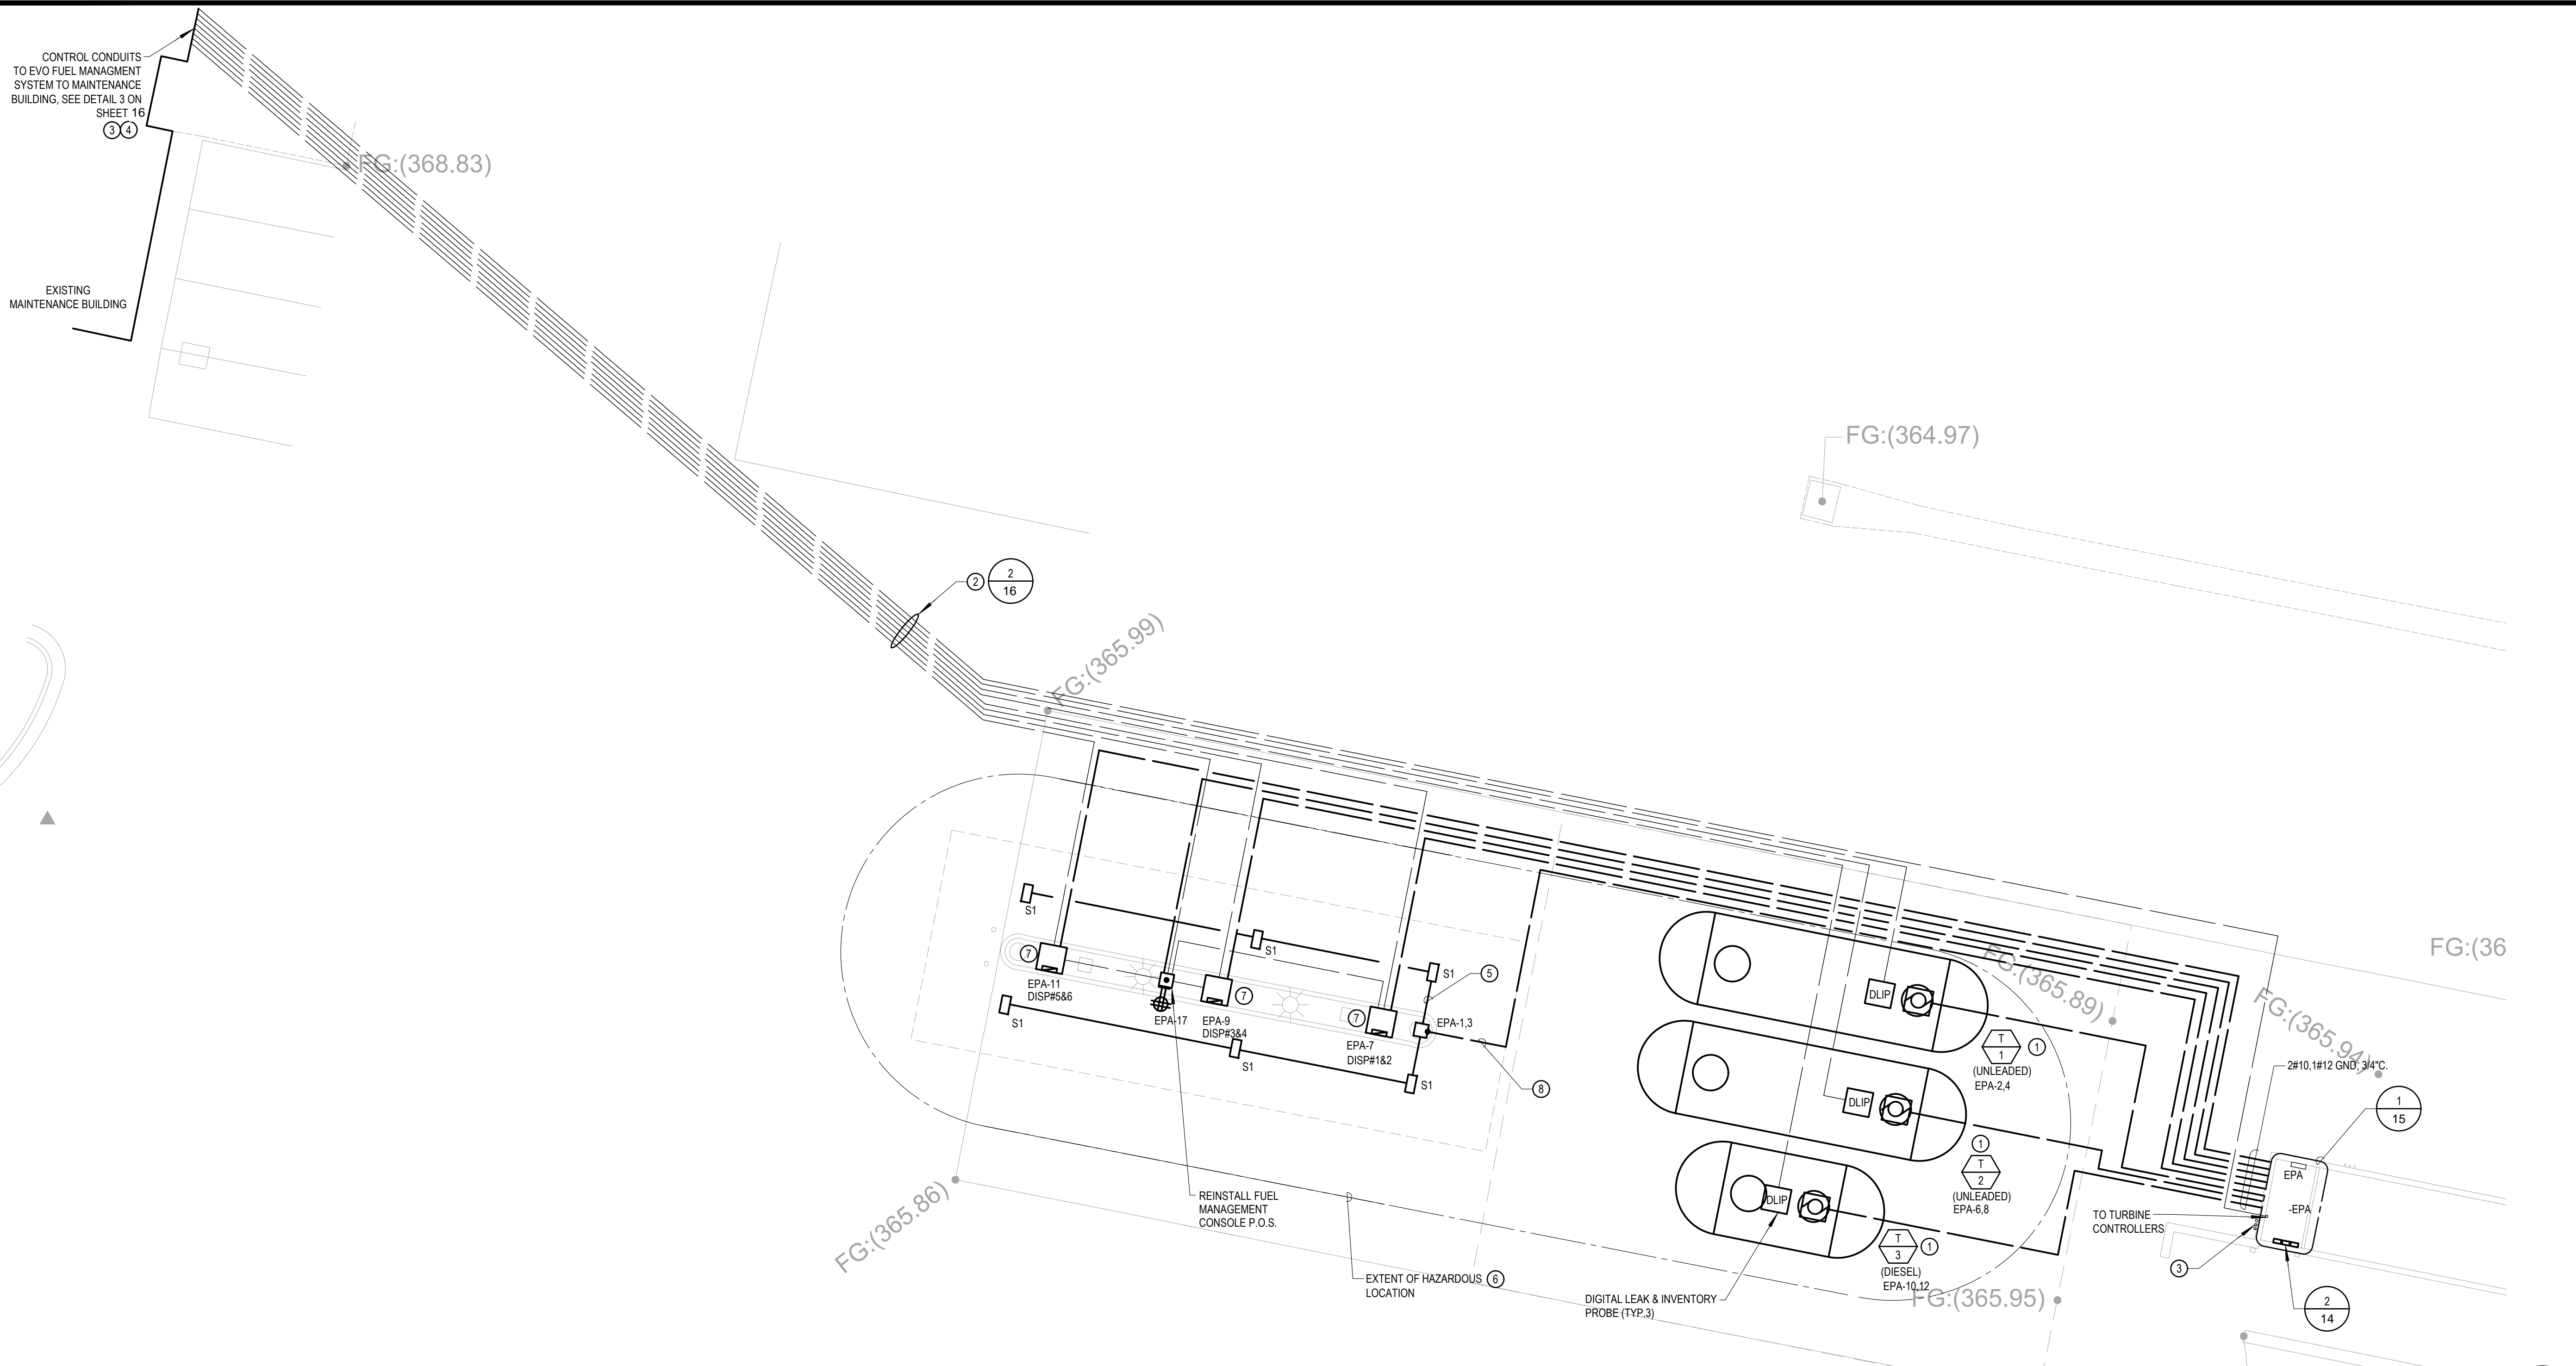 CONTROL CONDUITS
TO EVO FUEL MANAGMENT
SYSTEM TO MAINTENANCE
BUILDING, SEE DETAIL 3 ON
SHEET 16
3 4
FG:(368.83)
EXISTING
MAINTENANCE BUILDING
FG:(364.97)
2
2
16
FG:(365.99)
S1
S1
S1
5
7
EPA-11
DISP#5&6
S1
EPA-17
EPA-9
DISP#3&4
7
S1
7
EPA-7
DISP#1&2
EPA-1,3
S1
8
DLIP
T
1
1
(UNLEADED)
EPA-2,4
DLIP
1
T
2
(UNLEADED)
EPA-6,8
DLIP
T
3
1
(DIESEL)
EPA-10,12
FG:(365.89)
FG:(36
FG:(365.94)
2#10,1#12 GND, 3/4"C.
1
15
EPA
-EPA
TO TURBINE
CONTROLLERS
3
2
14
FG:(365.86)
REINSTALL FUEL
MANAGEMENT
CONSOLE P.O.S.
EXTENT OF HAZARDOUS 6
LOCATION
DIGITAL LEAK & INVENTORY
PROBE (TYP.3)
FG:(365.95)